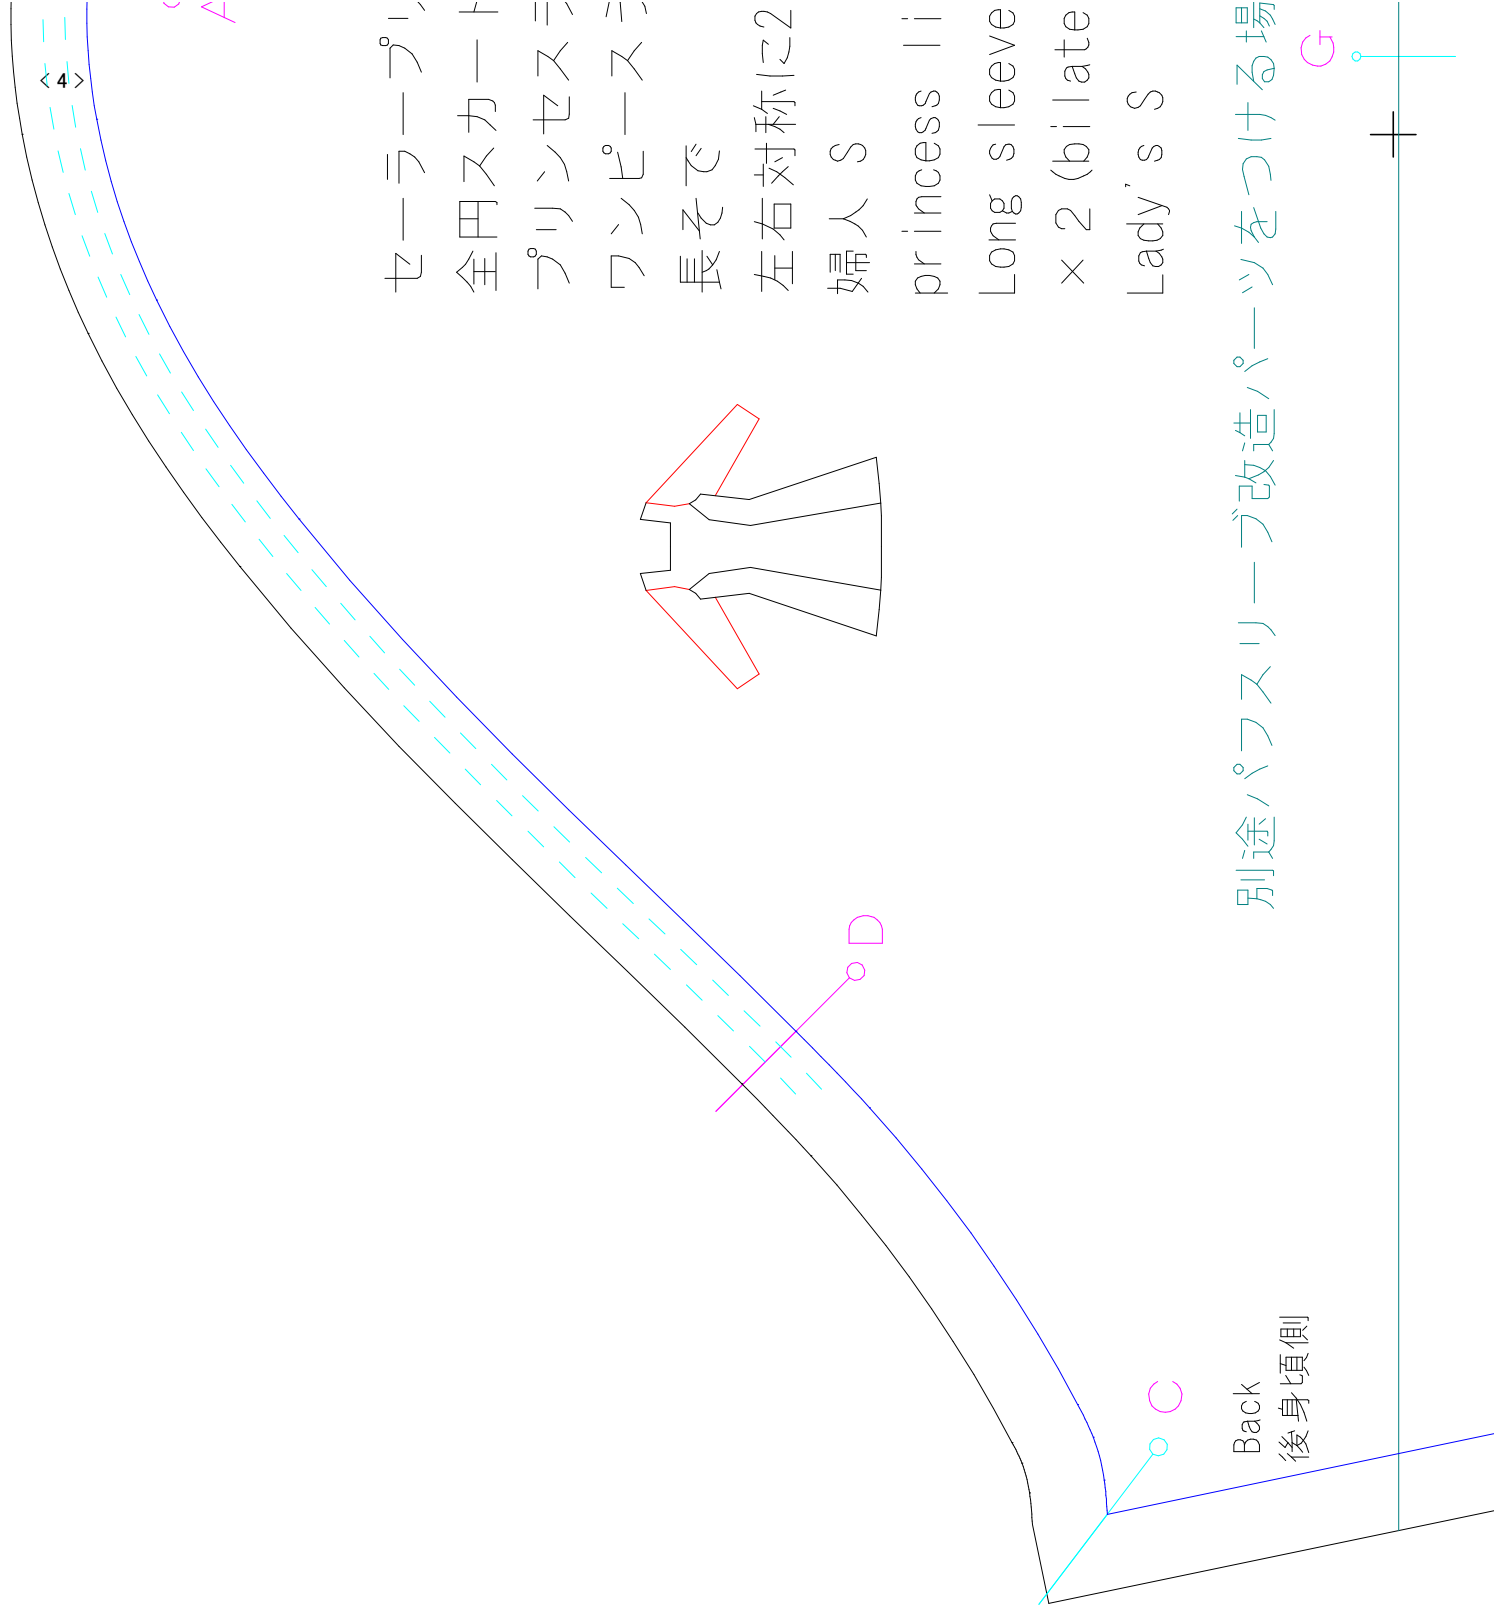 セーラープリ
全円スカート
プリンセスラ
ワンピースラ
長そで
左右対称に2
婦人 S
princess li
Long sleeve
×2 (bilate
Lady's S
別途パフスリーブ改造パーツをつける場
Back
後身頃側
A
D
C
G
<4>